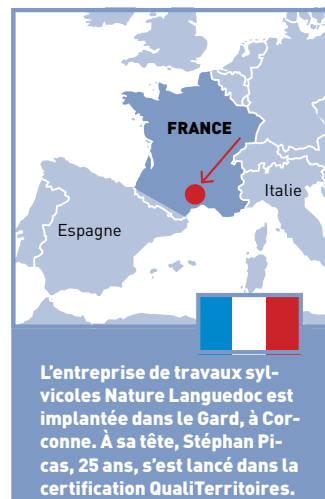 FRANCE
Italie
Espagne
L'entreprise de travaux syl-
vicoles Nature Languedoc est
implantée dans le Gard, à Cor-
conne. À sa tête, Stéphan Pi-
cas, 25 ans, s'est lancé dans la
certification QualiTerritoires.